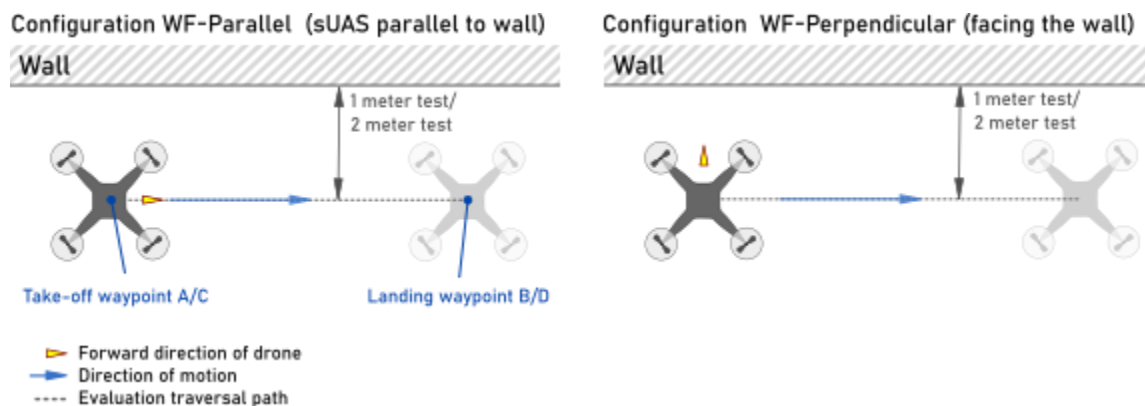 Configuration WF-Parallel (sUAS parallel to wall)
Wall
1 meter test/
2 meter test
Take-off waypoint A/C
Landing waypoint B/D
Forward direction of drone
Direction of motion
Evaluation traversal path
Configuration WF-Perpendicular (facing the wall)
Wall
1 meter test/
2 meter test